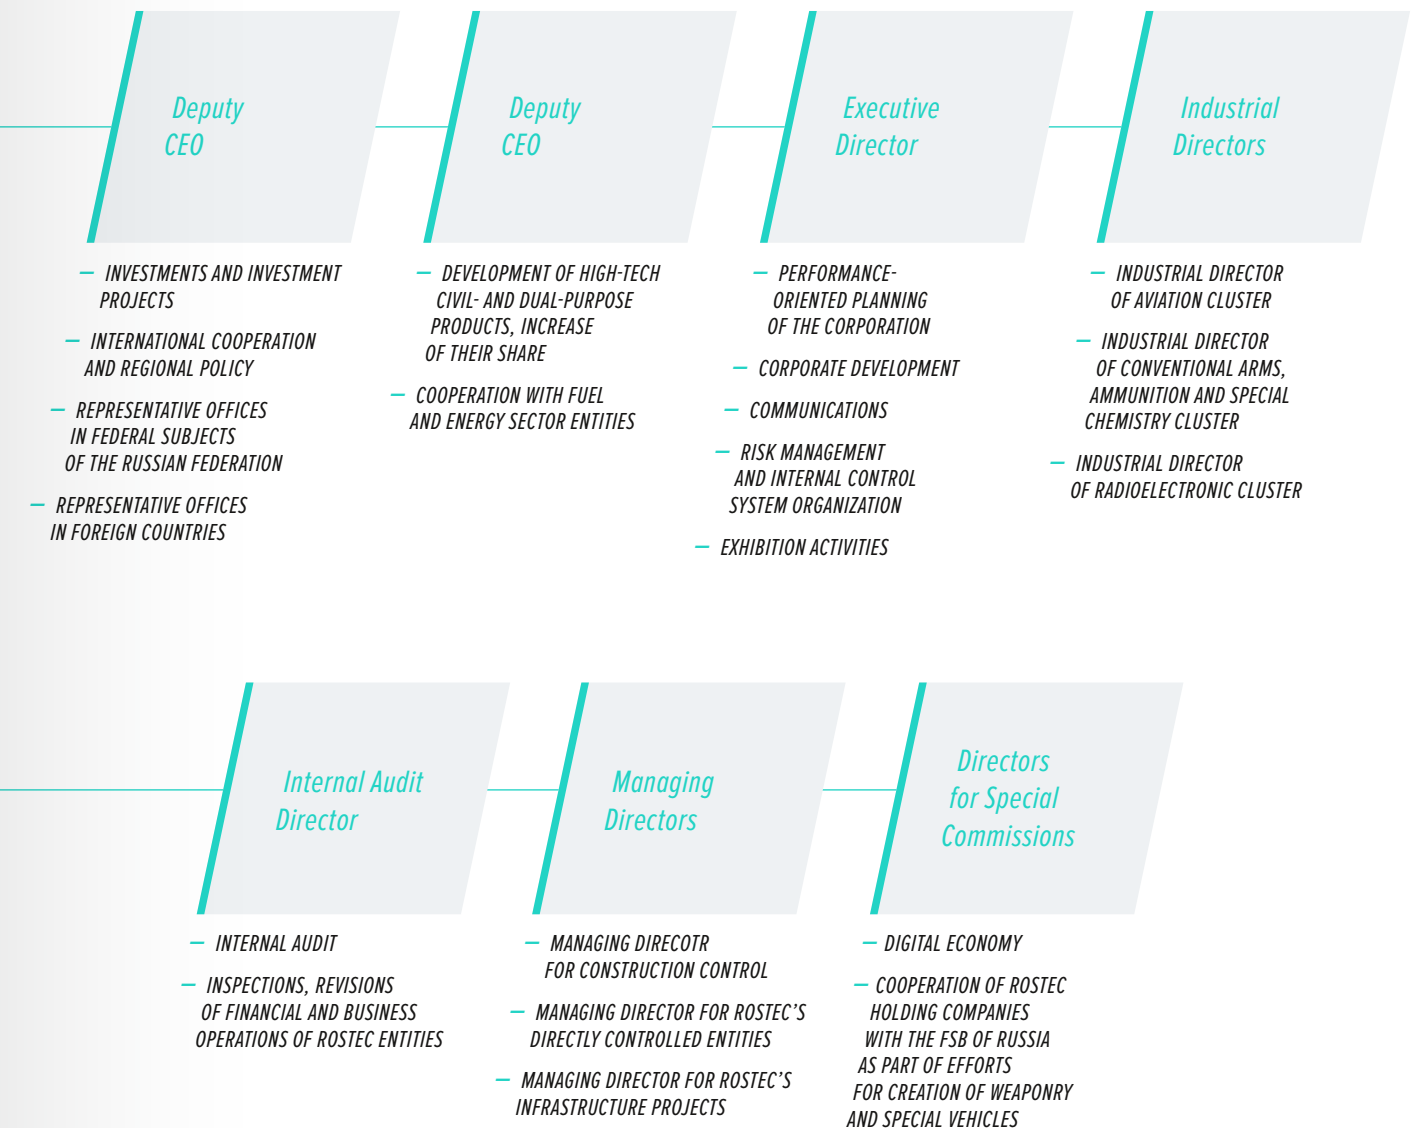 Deputy
CEO
— INVESTMENTS AND INVESTMENT
PROJECTS
— INTERNATIONAL COOPERATION
AND REGIONAL POLICY
— REPRESENTATIVE OFFICES
IN FEDERAL SUBJECTS
OF THE RUSSIAN FEDERATION
— REPRESENTATIVE OFFICES
IN FOREIGN COUNTRIES
Deputy
CEO
— DEVELOPMENT OF HIGH-TECH
CIVIL- AND DUAL-PURPOSE
PRODUCTS, INCREASE
OF THEIR SHARE
— COOPERATION WITH FUEL
AND ENERGY SECTOR ENTITIES
Executive
Director
— PERFORMANCE-
ORIENTED PLANNING
OF THE CORPORATION
— CORPORATE DEVELOPMENT
— COMMUNICATIONS
— RISK MANAGEMENT
AND INTERNAL CONTROL
SYSTEM ORGANIZATION
— EXHIBITION ACTIVITIES
Industrial
Directors
— INDUSTRIAL DIRECTOR
OF AVIATION CLUSTER
— INDUSTRIAL DIRECTOR
OF CONVENTIONAL ARMS,
AMMUNITION AND SPECIAL
CHEMISTRY CLUSTER
— INDUSTRIAL DIRECTOR
OF RADIOELECTRONIC CLUSTER
Internal Audit
Director
— INTERNAL AUDIT
— INSPECTIONS, REVISIONS
OF FINANCIAL AND BUSINESS
OPERATIONS OF ROSTEC ENTITIES
Managing
Directors
— MANAGING DIRECOTR
FOR CONSTRUCTION CONTROL
— MANAGING DIRECTOR FOR ROSTEC’S
DIRECTLY CONTROLLED ENTITIES
— MANAGING DIRECTOR FOR ROSTEC’S
INFRASTRUCTURE PROJECTS
Directors
for Special
Commissions
— DIGITAL ECONOMY
— COOPERATION OF ROSTEC
HOLDING COMPANIES
WITH THE FSB OF RUSSIA
AS PART OF EFFORTS
FOR CREATION OF WEAPONRY
AND SPECIAL VEHICLES